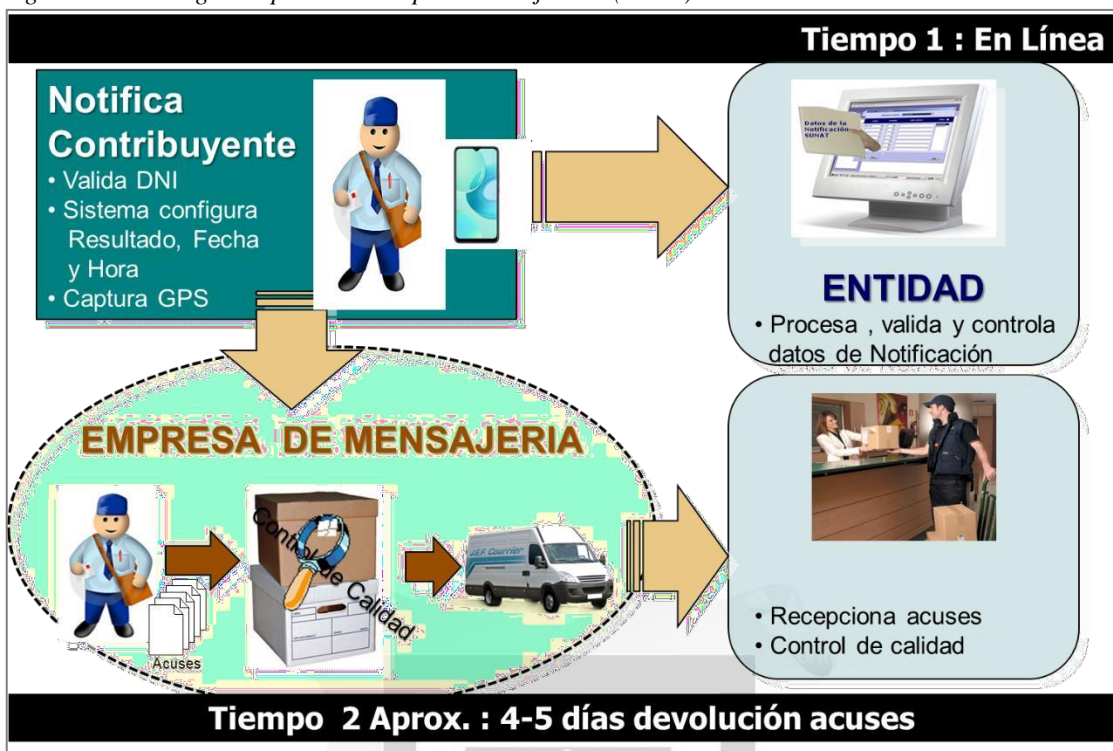 Tiempo 1 : En Línea
Notifica
Contribuyente
• Valida DNI
• Sistema configura
Resultado, Fecha
y Hora
• Captura GPS
Datos de la
Notificación
SUNAT
ENTIDAD
• Procesa , valida y controla
datos de Notificación
EMPRESA DE MENSAJERIA
Acuses
Control de Calidad
J.E.F. Courrier
• Recepciona acuses
• Control de calidad
Tiempo 2 Aprox. : 4-5 días devolución acuses